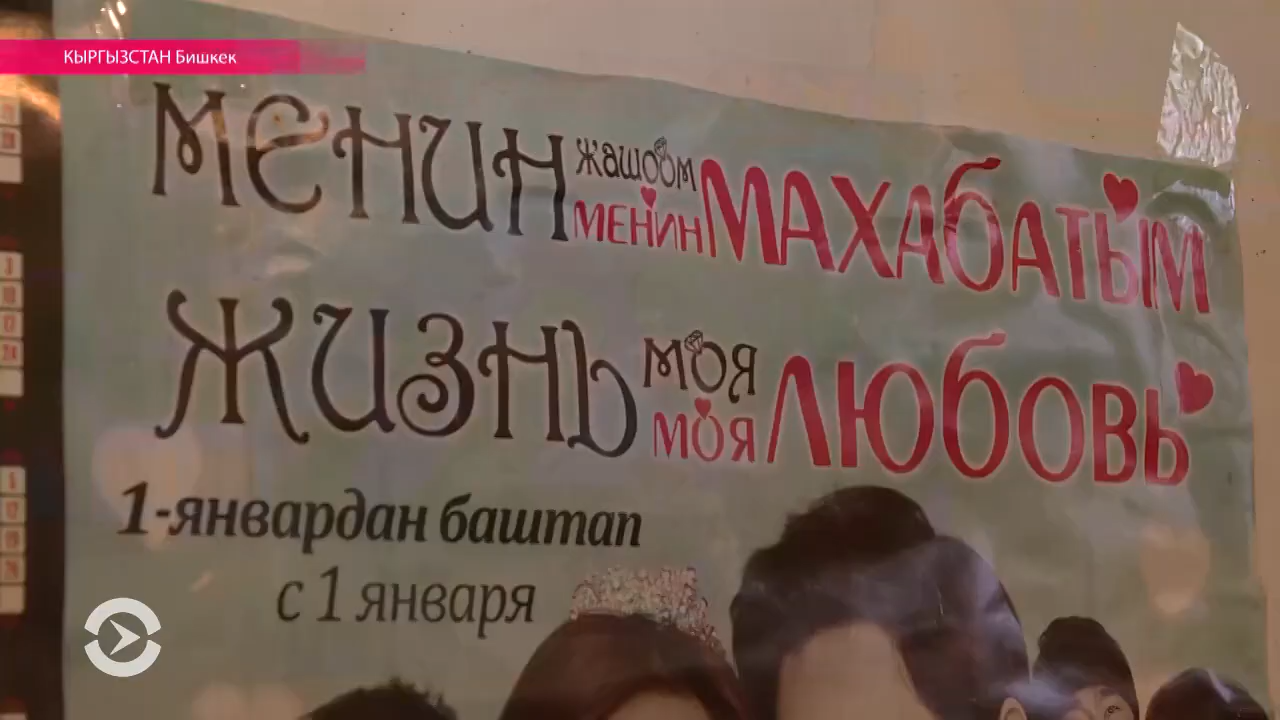 КЫРГЫЗСТАН Бишкек
МЕНИН жашоом
менин МАХАБАТЫМ
ЖИЗНЬ моя
моя ЛЮБОВЬ
1-январдан баштап
с 1 января